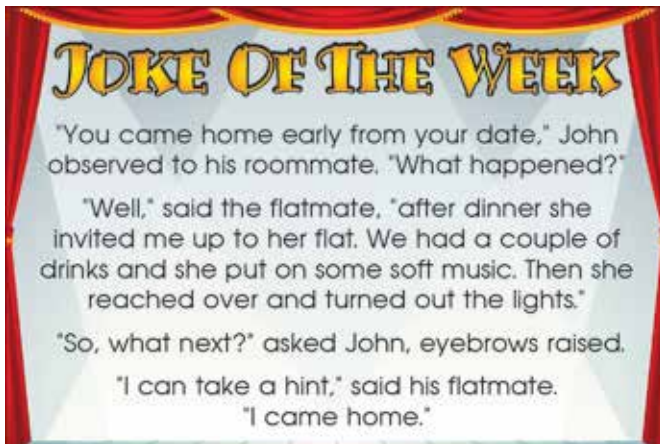 JOKE OF THE WEEK
"You came home early from your date," John
observed to his roommate. "What happened?"
"Well," said the flatmate, "after dinner she
invited me up to her flat. We had a couple of
drinks and she put on some soft music. Then she
reached over and turned out the lights."
"So, what next?" asked John, eyebrows raised.
"I can take a hint," said his flatmate.
"I came home."